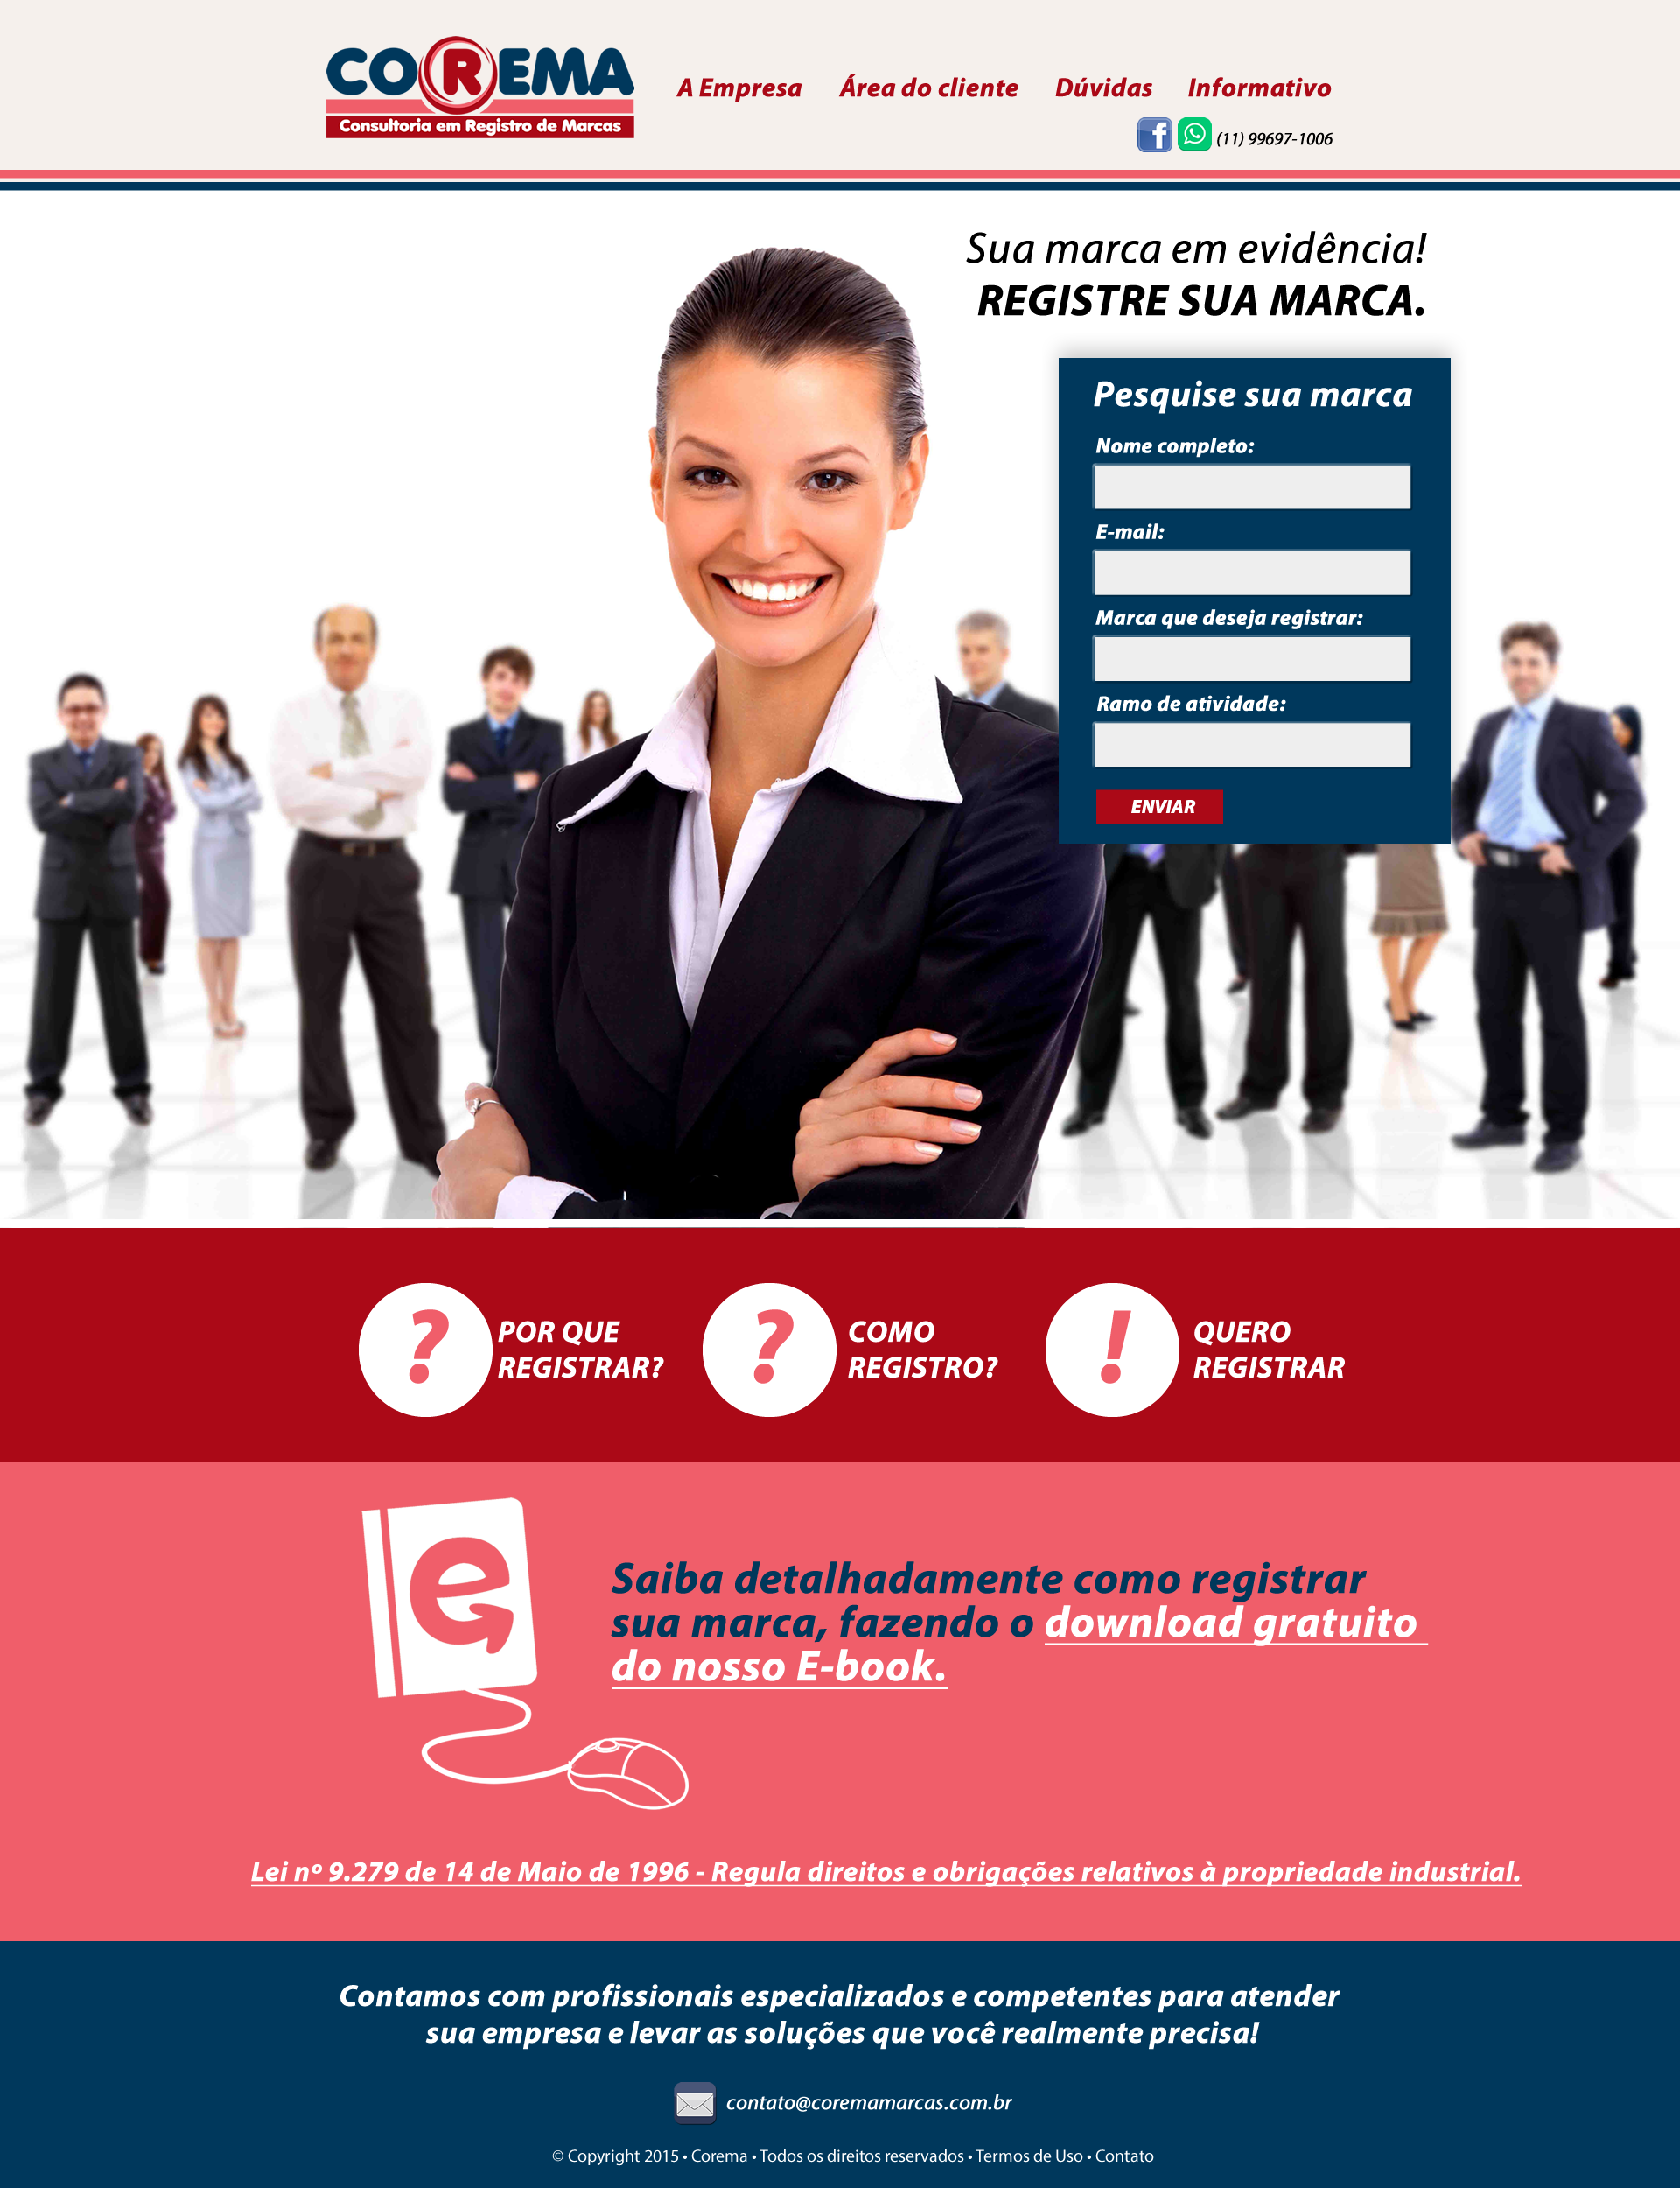 COREMA
Consultoria em Registro de Marcas
A Empresa Área do cliente Dúvidas Informativo
f (11) 99697-1006
Sua marca em evidência!
REGISTRE SUA MARCA.
Pesquise sua marca
Nome completo:
E-mail:
Marca que deseja registrar:
Ramo de atividade:
ENVIAR
? POR QUE
REGISTRAR?
? COMO
REGISTRO?
! QUERO
REGISTRAR
e
Saiba detalhadamente como registrar
sua marca, fazendo o download gratuito
do nosso E-book.
Lei nº 9.279 de 14 de Maio de 1996 - Regula direitos e obrigações relativos à propriedade industrial.
Contamos com profissionais especializados e competentes para atender
sua empresa e levar as soluções que você realmente precisa!
contato@coremamarcas.com.br
© Copyright 2015 • Corema • Todos os direitos reservados • Termos de Uso • Contato